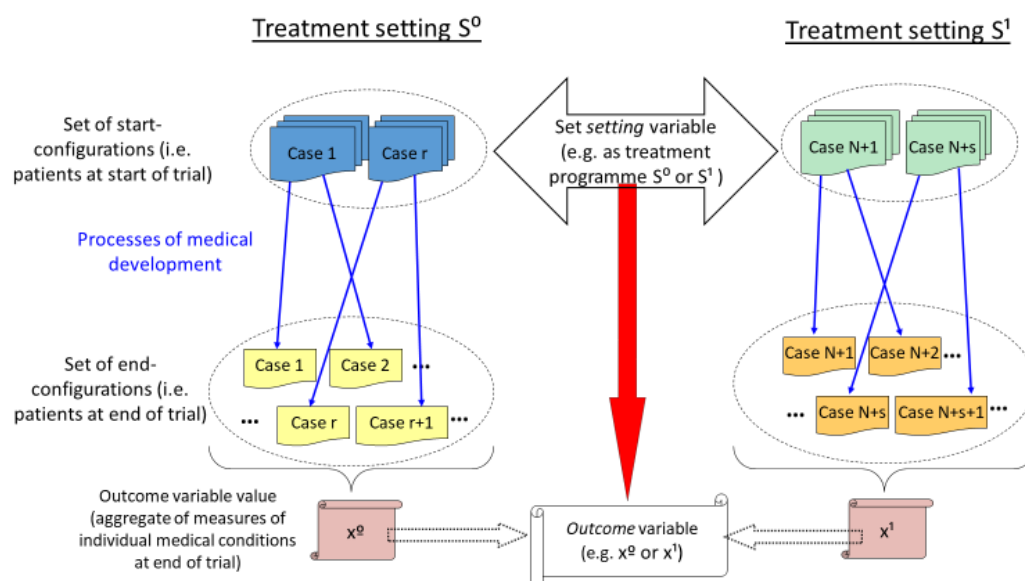 Treatment setting S⁰
Treatment setting S¹
Set of start-
configurations (i.e.
patients at start of trial)
Case 1
Case r
Set setting variable
(e.g. as treatment
programme S⁰ or S¹ )
Case N+1
Case N+s
Processes of medical
development
Set of end-
configurations (i.e.
patients at end of trial)
Case 1
Case 2
...
...
Case r
Case r+1
...
Case N+1
Case N+2
...
...
Case N+s
Case N+s+1
...
Outcome variable value
(aggregate of measures of
individual medical conditions
at end of trial)
xº
Outcome variable
(e.g. xº or x¹)
x¹